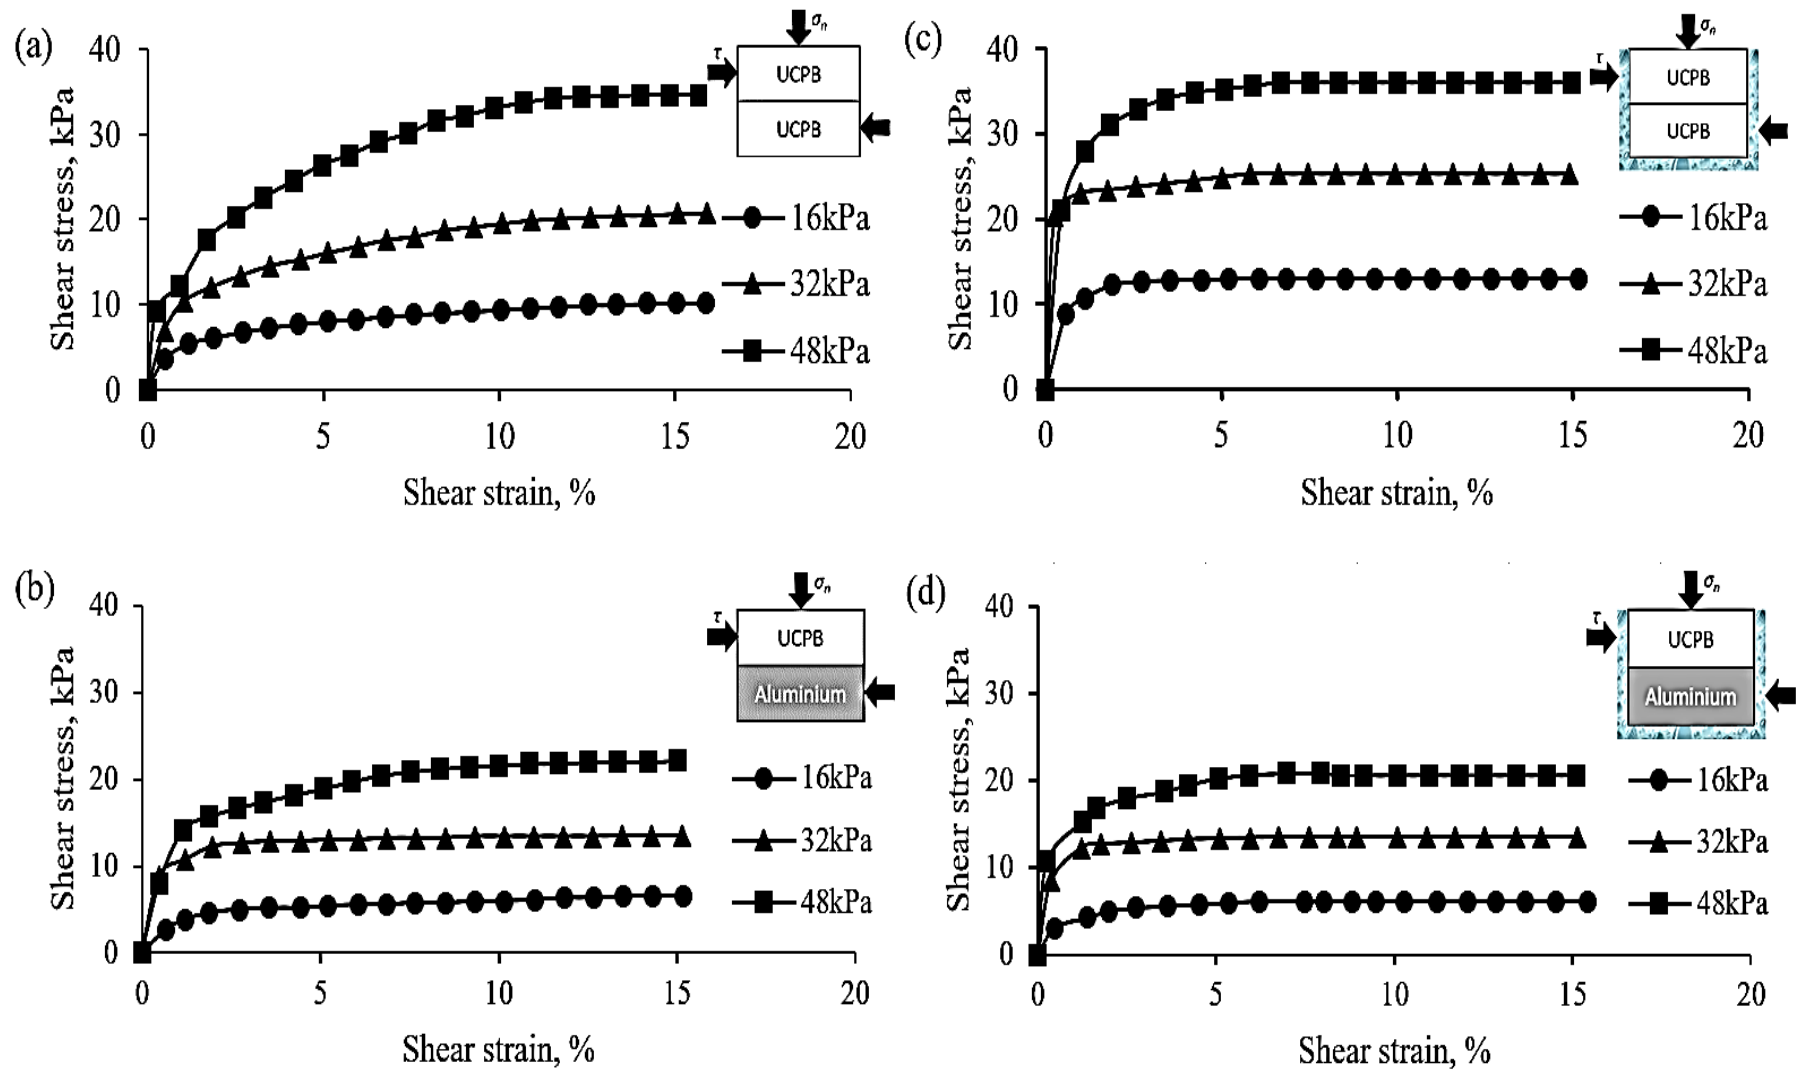 (a)
σn
τ
UCPB
UCPB
40
30
20
10
0
Shear stress, kPa
16kPa
32kPa
48kPa
0 5 10 15 20
Shear strain, %
(c)
σn
τ
UCPB
UCPB
40
30
20
10
0
Shear stress, kPa
16kPa
32kPa
48kPa
0 5 10 15 20
Shear strain, %
(b)
σn
τ
UCPB
Aluminium
40
30
20
10
0
Shear stress, kPa
16kPa
32kPa
48kPa
0 5 10 15 20
Shear strain, %
(d)
σn
τ
UCPB
Aluminium
40
30
20
10
0
Shear stress, kPa
16kPa
32kPa
48kPa
0 5 10 15 20
Shear strain, %